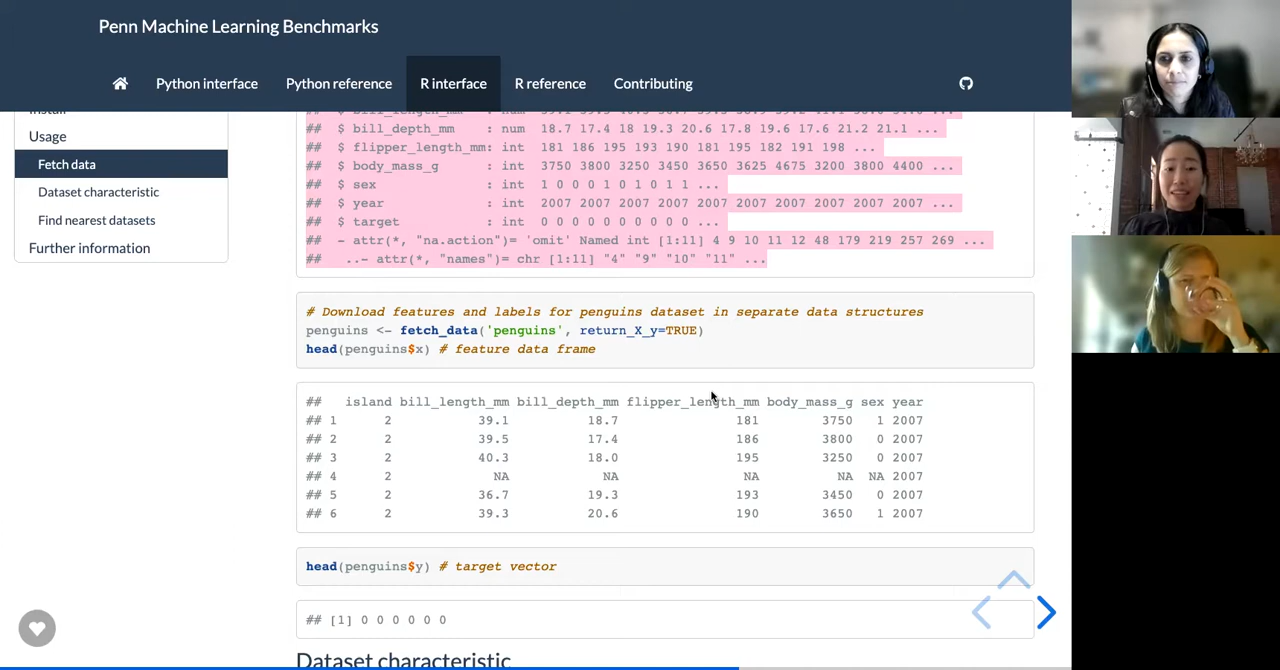 Penn Machine Learning Benchmarks
Python interface Python reference R interface R reference Contributing
Usage
Fetch data
Dataset characteristic
Find nearest datasets
Further information
## $ bill_depth_mm : num 18.7 17.4 18 19.3 20.6 17.8 19.6 17.6 21.2 21.1 ...
## $ flipper_length_mm: int 181 186 195 193 190 181 195 182 191 198 ...
## $ body_mass_g : int 3750 3800 3250 3450 3650 3625 4675 3200 3800 4400 ...
## $ sex : int 1 0 0 0 1 0 1 0 1 1 ...
## $ year : int 2007 2007 2007 2007 2007 2007 2007 2007 2007 2007 ...
## $ target : int 0 0 0 0 0 0 0 0 0 0 ...
## - attr(*, "na.action")= 'omit' Named int [1:11] 4 9 10 11 12 48 179 219 257 269 ...
## ..- attr(*, "names")= chr [1:11] "4" "9" "10" "11" ...
# Download features and labels for penguins dataset in separate data structures
penguins <- fetch_data('penguins', return_X_y=TRUE)
head(penguins$x) # feature data frame
## island bill_length_mm bill_depth_mm flipper_length_mm body_mass_g sex year
## 1 2 39.1 18.7 181 3750 1 2007
## 2 2 39.5 17.4 186 3800 0 2007
## 3 2 40.3 18.0 195 3250 0 2007
## 4 2 NA NA NA NA NA 2007
## 5 2 36.7 19.3 193 3450 0 2007
## 6 2 39.3 20.6 190 3650 1 2007
head(penguins$y) # target vector
## [1] 0 0 0 0 0 0
Dataset characteristic